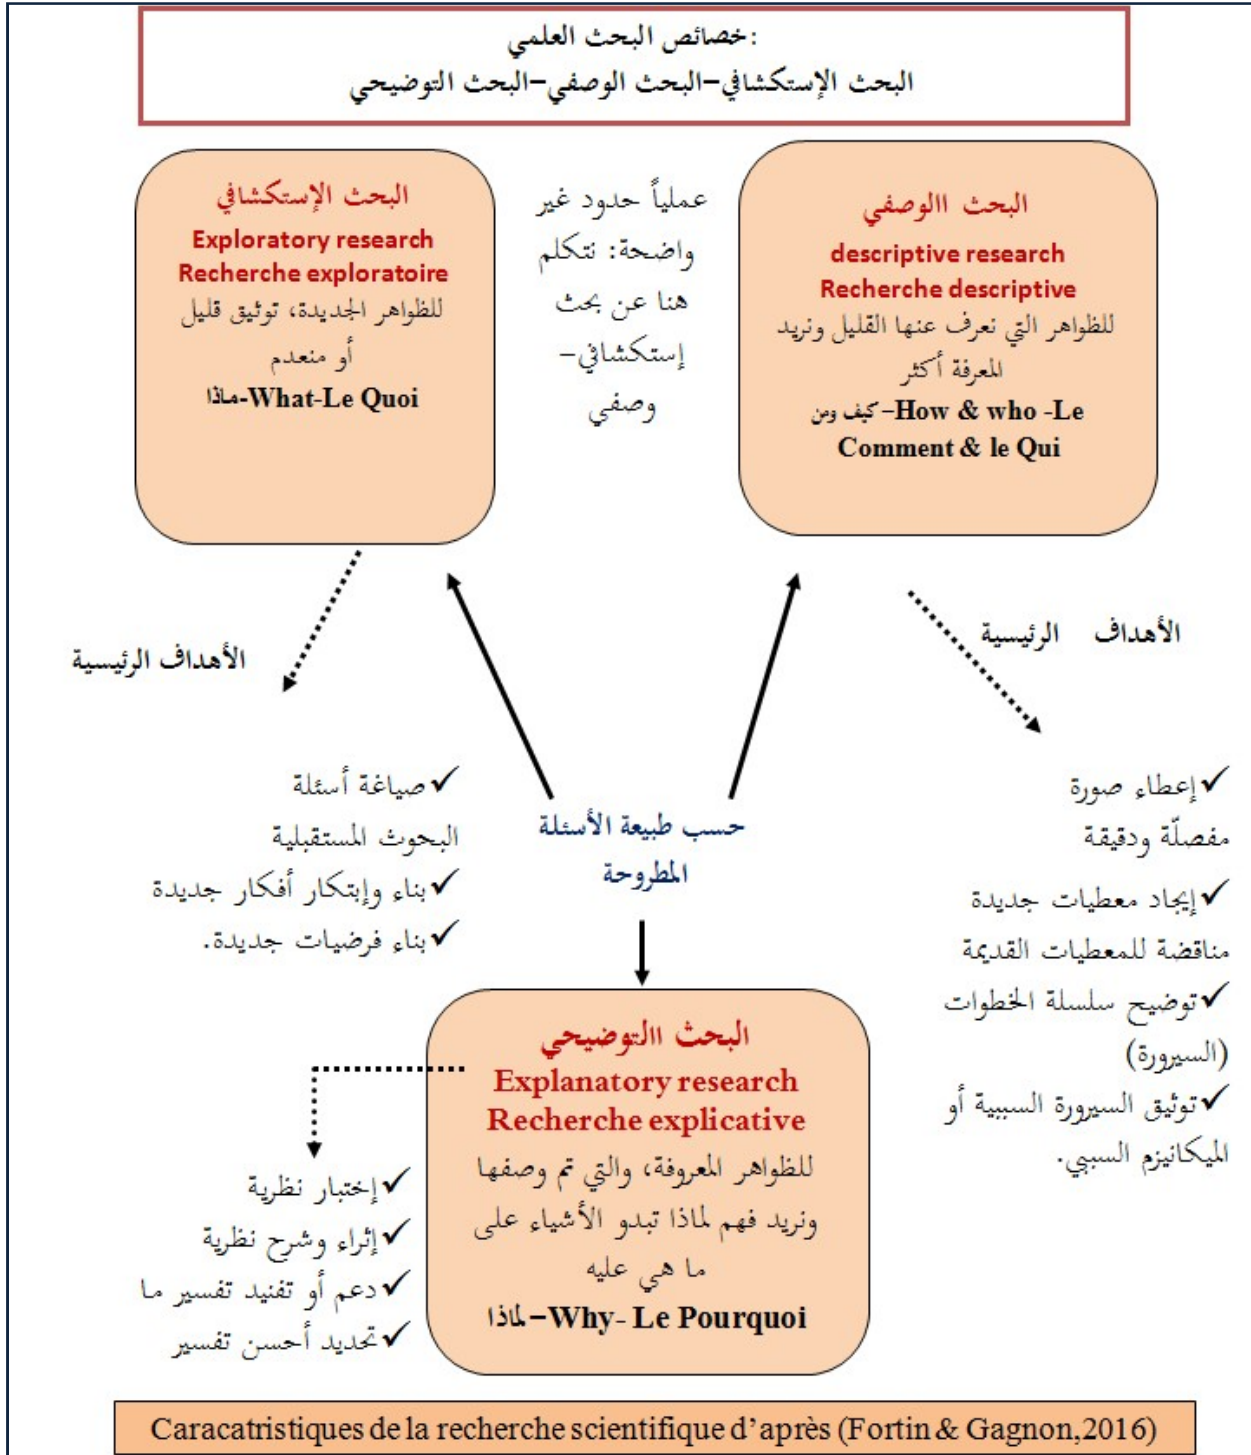 خصائص البحث العلمي:
البحث الإستكشافي–البحث الوصفي–البحث التوضيحي
البحث االوصفي
descriptive research
Recherche descriptive
للظواهر التي نعرف عنها القليل ونريد
المعرفة أكثر
كيف ومن –How & who -Le
Comment & le Qui
عملياً حدود غير
واضحة: نتكلم
هنا عن بحث
إستكشافي–
وصفي
البحث الإستكشافي
Exploratory research
Recherche exploratoire
للظواهر الجديدة، توثيق قليل
أو منعدم
ماذا-What-Le Quoi
الأهداف الرئيسية
الأهداف الرئيسية
✓إعطاء صورة
مفصلّة ودقيقة
✓إيجاد معطيات جديدة
مناقضة للمعطيات القديمة
✓توضيح سلسلة الخطوات
(السيرورة)
✓توثيق السيرورة السببية أو
الميكانيزم السببي.
حسب طبيعة الأسئلة
المطروحة
✓صياغة أسئلة
البحوث المستقبلية
✓بناء وإبتكار أفكار جديدة
✓بناء فرضيات جديدة.
البحث االتوضيحي
Explanatory research
Recherche explicative
للظواهر المعروفة، والتي تم وصفها
ونريد فهم لماذا تبدو الأشياء على
ما هي عليه
لماذا –Why- Le Pourquoi
✓إختبار نظرية
✓إثراء وشرح نظرية
✓دعم أو تفنيد تفسير ما
✓تحديد أحسن تفسير
Caracatristiques de la recherche scientifique d’après (Fortin & Gagnon,2016)